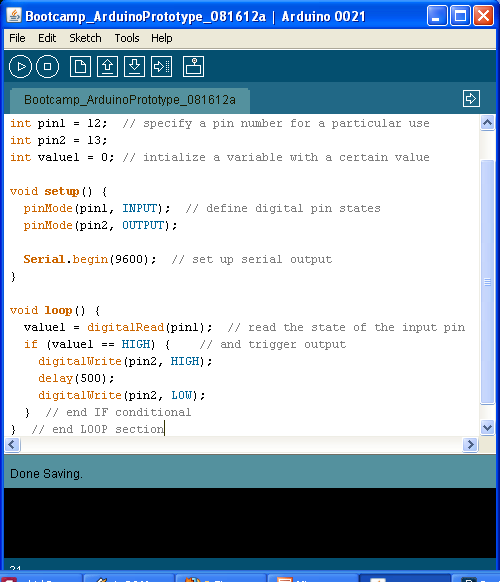 Bootcamp_ArduinoPrototype_081612a | Arduino 0021
File Edit Sketch Tools Help
Bootcamp_ArduinoPrototype_081612a
int pin1 = 12;  // specify a pin number for a particular use
int pin2 = 13;
int value1 = 0; // intialize a variable with a certain value
void setup() {
  pinMode(pin1, INPUT);  // define digital pin states
  pinMode(pin2, OUTPUT);
  Serial.begin(9600);  // set up serial output
}
void loop() {
  value1 = digitalRead(pin1);  // read the state of the input pin
  if (value1 == HIGH) {    // and trigger output
    digitalWrite(pin2, HIGH);
    delay(500);
    digitalWrite(pin2, LOW);
  }  // end IF conditional
}  // end LOOP section
Done Saving.